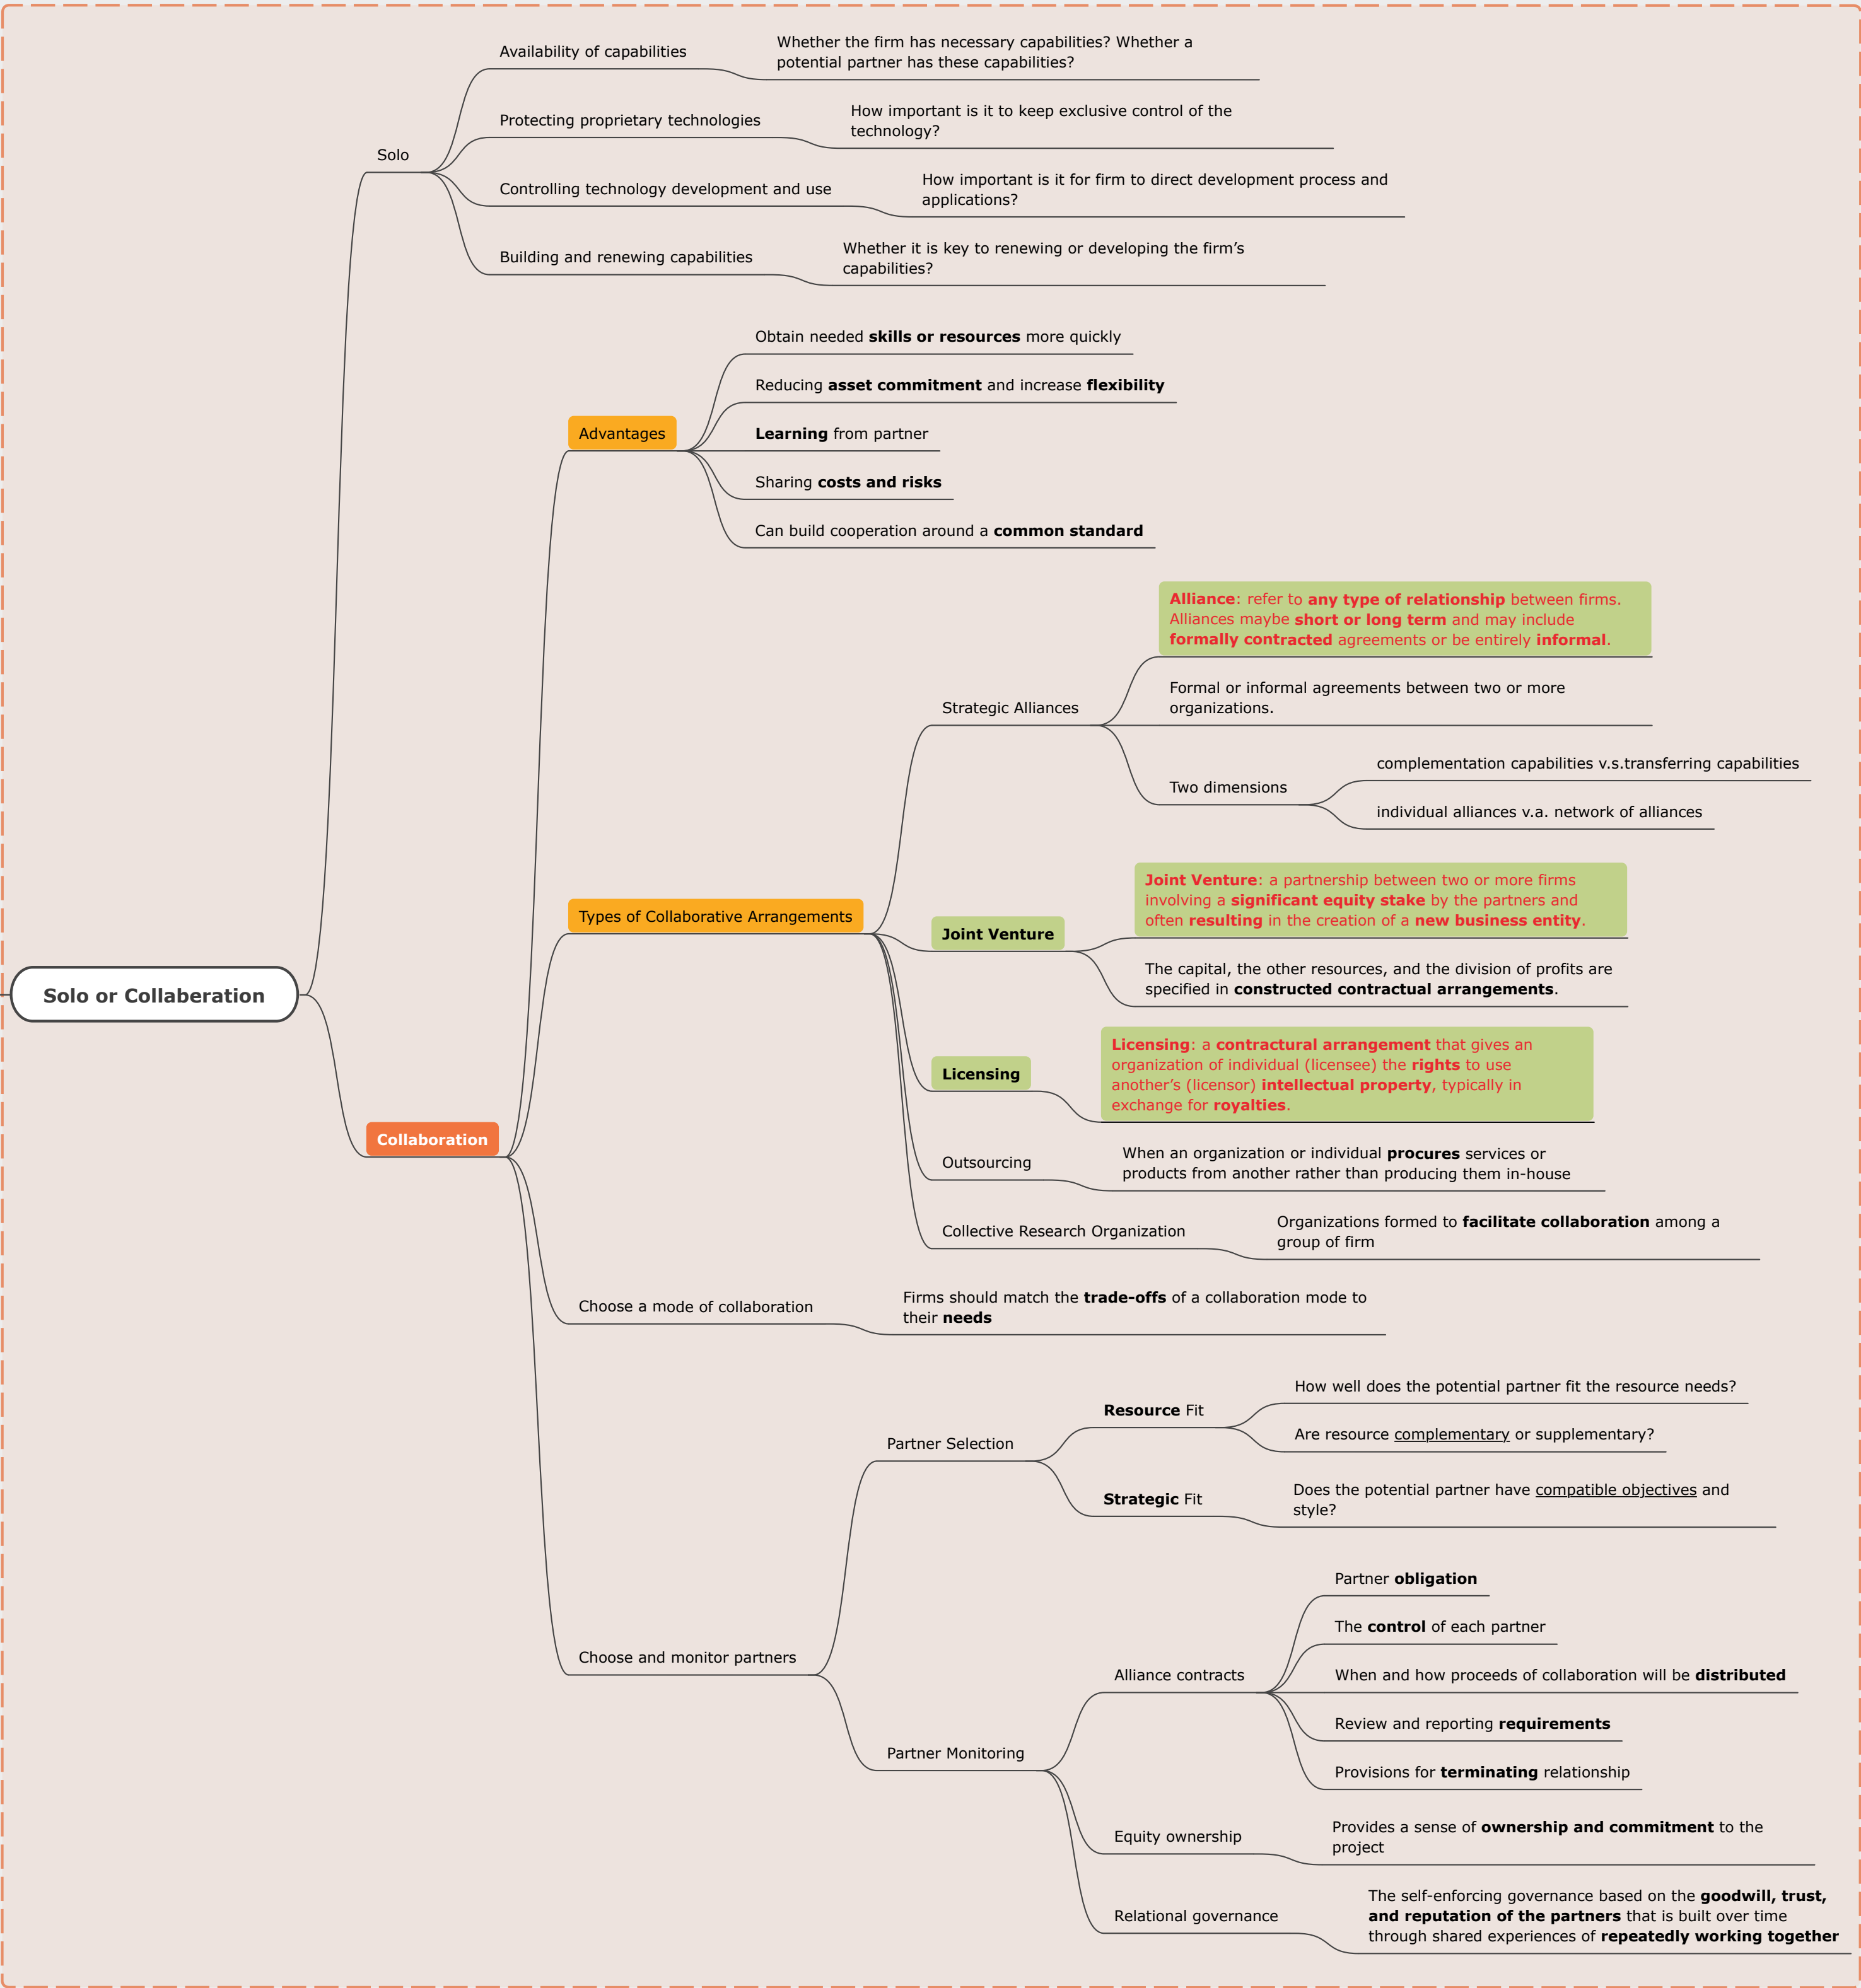 Solo or Collaberation
Solo
Availability of capabilities
Whether the firm has necessary capabilities? Whether a
potential partner has these capabilities?
Protecting proprietary technologies
How important is it to keep exclusive control of the
technology?
Controlling technology development and use
How important is it for firm to direct development process and
applications?
Building and renewing capabilities
Whether it is key to renewing or developing the firm’s
capabilities?
Collaboration
Advantages
Obtain needed skills or resources more quickly
Reducing asset commitment and increase flexibility
Learning from partner
Sharing costs and risks
Can build cooperation around a common standard
Types of Collaborative Arrangements
Strategic Alliances
Alliance: refer to any type of relationship between firms.
Alliances maybe short or long term and may include
formally contracted agreements or be entirely informal.
Formal or informal agreements between two or more
organizations.
Two dimensions
complementation capabilities v.s.transferring capabilities
individual alliances v.a. network of alliances
Joint Venture
Joint Venture: a partnership between two or more firms
involving a significant equity stake by the partners and
often resulting in the creation of a new business entity.
The capital, the other resources, and the division of profits are
specified in constructed contractual arrangements.
Licensing
Licensing: a contractural arrangement that gives an
organization of individual (licensee) the rights to use
another’s (licensor) intellectual property, typically in
exchange for royalties.
Outsourcing
When an organization or individual procures services or
products from another rather than producing them in-house
Collective Research Organization
Organizations formed to facilitate collaboration among a
group of firm
Choose a mode of collaboration
Firms should match the trade-offs of a collaboration mode to
their needs
Choose and monitor partners
Partner Selection
Resource Fit
How well does the potential partner fit the resource needs?
Are resource complementary or supplementary?
Strategic Fit
Does the potential partner have compatible objectives and
style?
Partner Monitoring
Alliance contracts
Partner obligation
The control of each partner
When and how proceeds of collaboration will be distributed
Review and reporting requirements
Provisions for terminating relationship
Equity ownership
Provides a sense of ownership and commitment to the
project
Relational governance
The self-enforcing governance based on the goodwill, trust,
and reputation of the partners that is built over time
through shared experiences of repeatedly working together